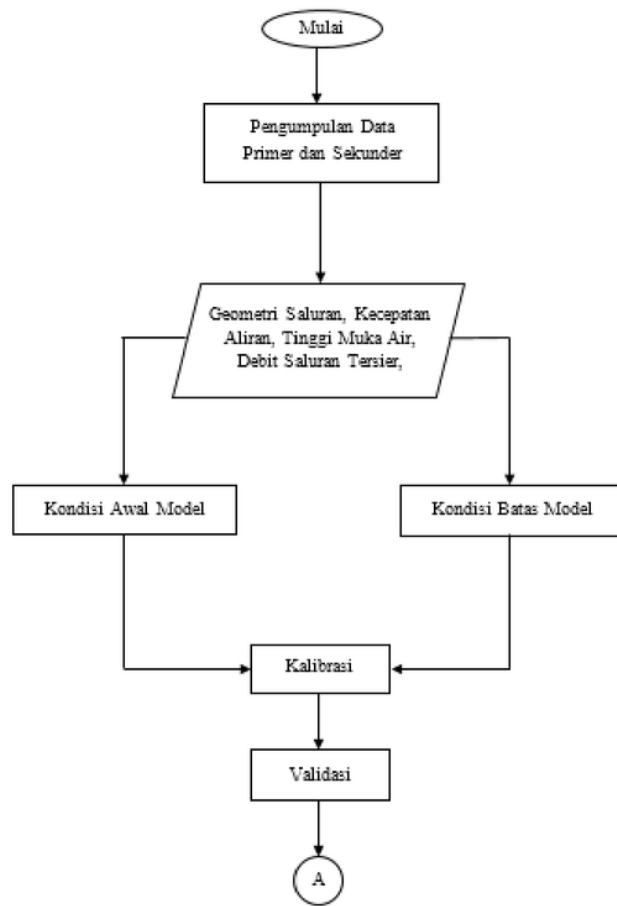 Mulai
Pengumpulan Data
Primer dan Sekunder
Geometri Saluran, Kecepatan
Aliran, Tinggi Muka Air,
Debit Saluran Tersier,
Kondisi Awal Model
Kondisi Batas Model
Kalibrasi
Validasi
A